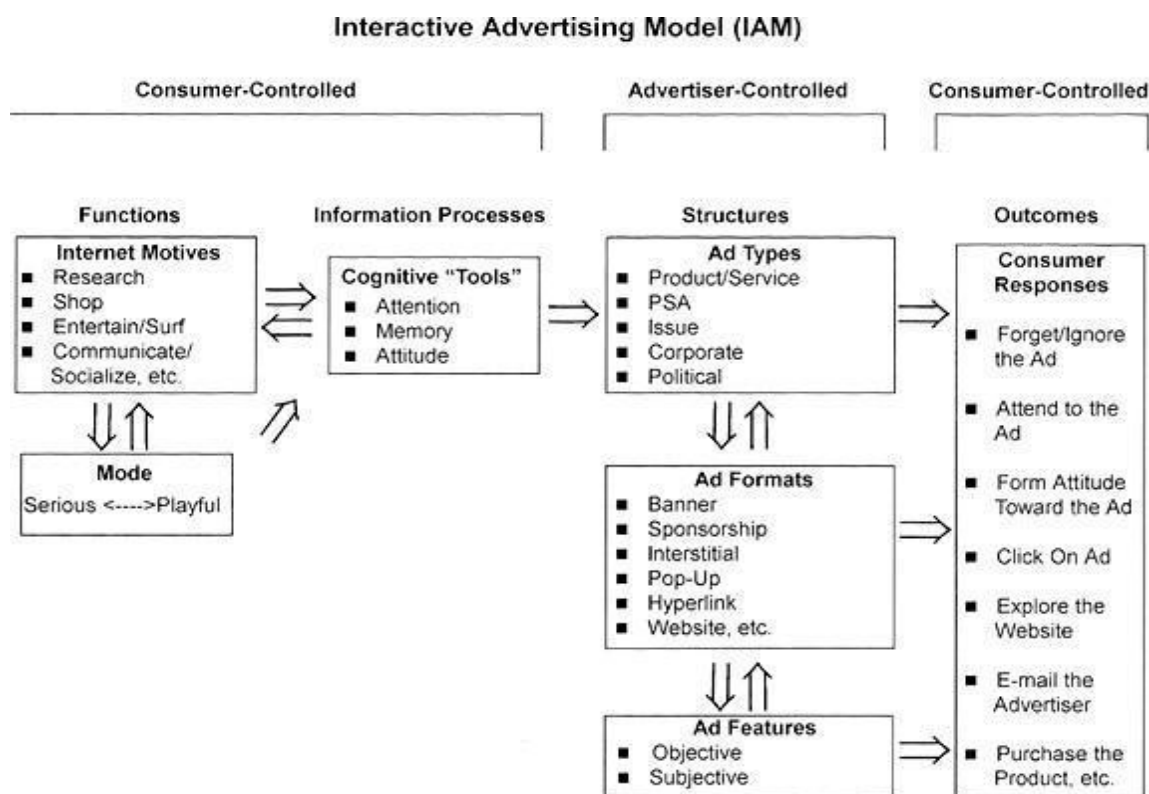 Interactive Advertising Model (IAM)
Consumer-Controlled
Advertiser-Controlled
Consumer-Controlled
Functions
Internet Motives
■ Research
■ Shop
■ Entertain/Surf
■ Communicate/
Socialize, etc.
Mode
Serious <---->Playful
Information Processes
Cognitive “Tools”
■ Attention
■ Memory
■ Attitude
Structures
Ad Types
■ Product/Service
■ PSA
■ Issue
■ Corporate
■ Political
Ad Formats
■ Banner
■ Sponsorship
■ Interstitial
■ Pop-Up
■ Hyperlink
■ Website, etc.
Ad Features
■ Objective
■ Subjective
Outcomes
Consumer
Responses
■ Forget/Ignore
the Ad
■ Attend to the
Ad
■ Form Attitude
Toward the Ad
■ Click On Ad
■ Explore the
Website
■ E-mail the
Advertiser
■ Purchase the
Product, etc.